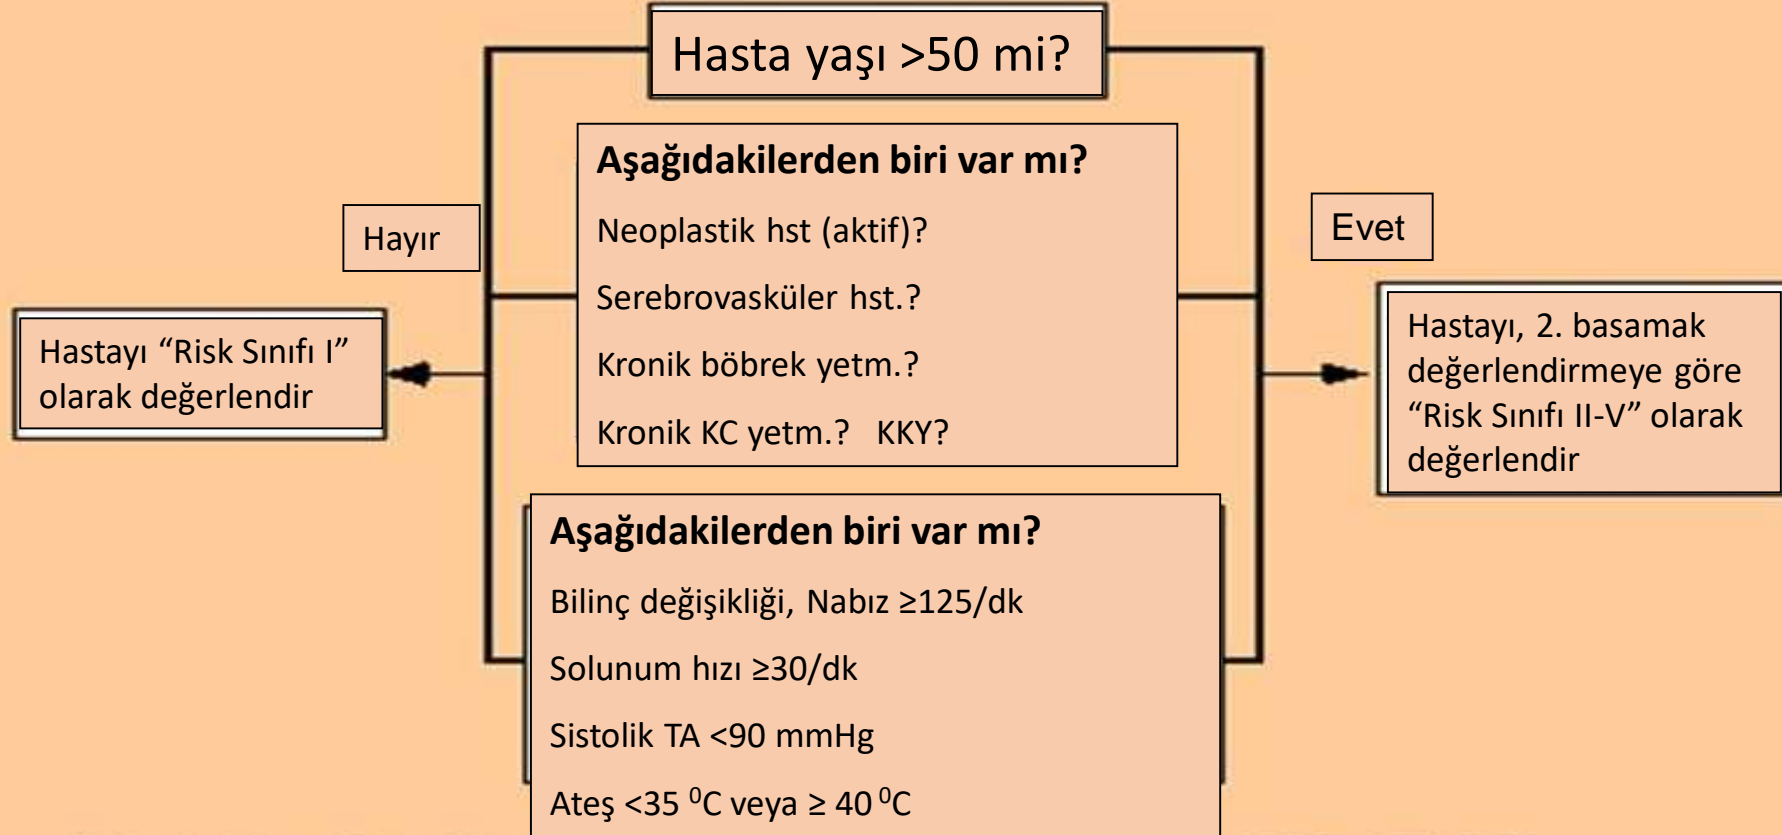 Hasta yaşı >50 mi?
Aşağıdakilerden biri var mı?
Neoplastik hst (aktif)?
Serebrovasküler hst.?
Kronik böbrek yetm.?
Kronik KC yetm.?   KKY?
Hayır
Evet
Hastayı “Risk Sınıfı I”
olarak değerlendir
Hastayı, 2. basamak
değerlendirmeye göre
“Risk Sınıfı II-V” olarak
değerlendir
Aşağıdakilerden biri var mı?
Bilinç değişikliği, Nabız ≥125/dk
Solunum hızı ≥30/dk
Sistolik TA <90 mmHg
Ateş <35 ⁰C veya ≥ 40 ⁰C